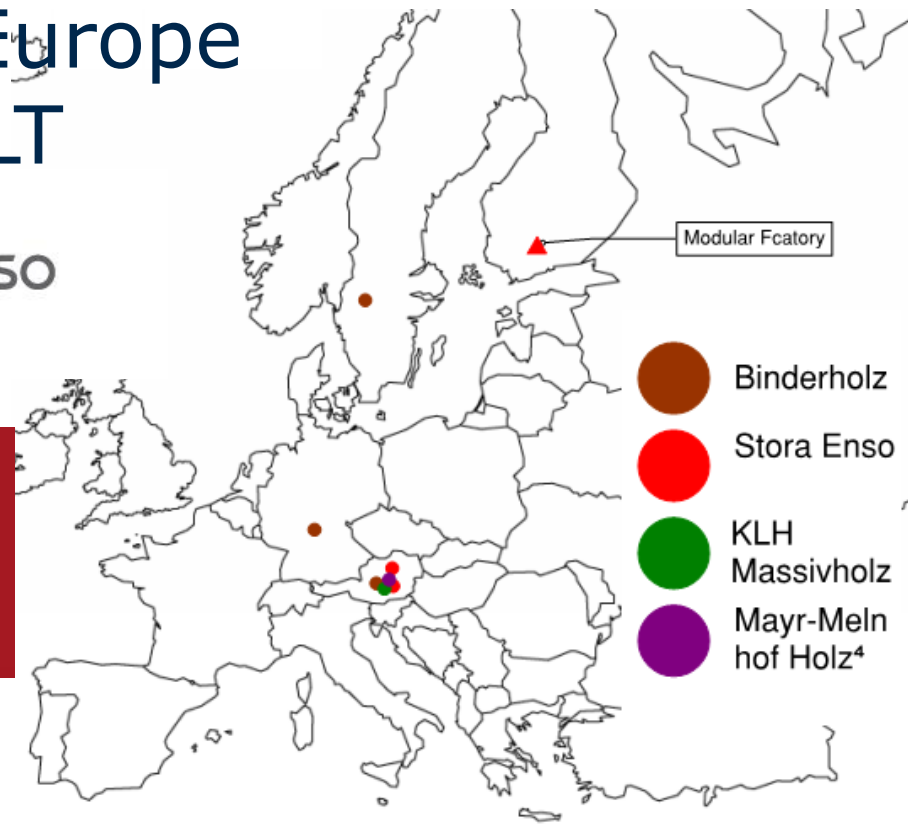 Europe
LT
so
Modular Fcatory
Binderholz
Stora Enso
KLH
Massivholz
Mayr-Meln
hof Holz⁴